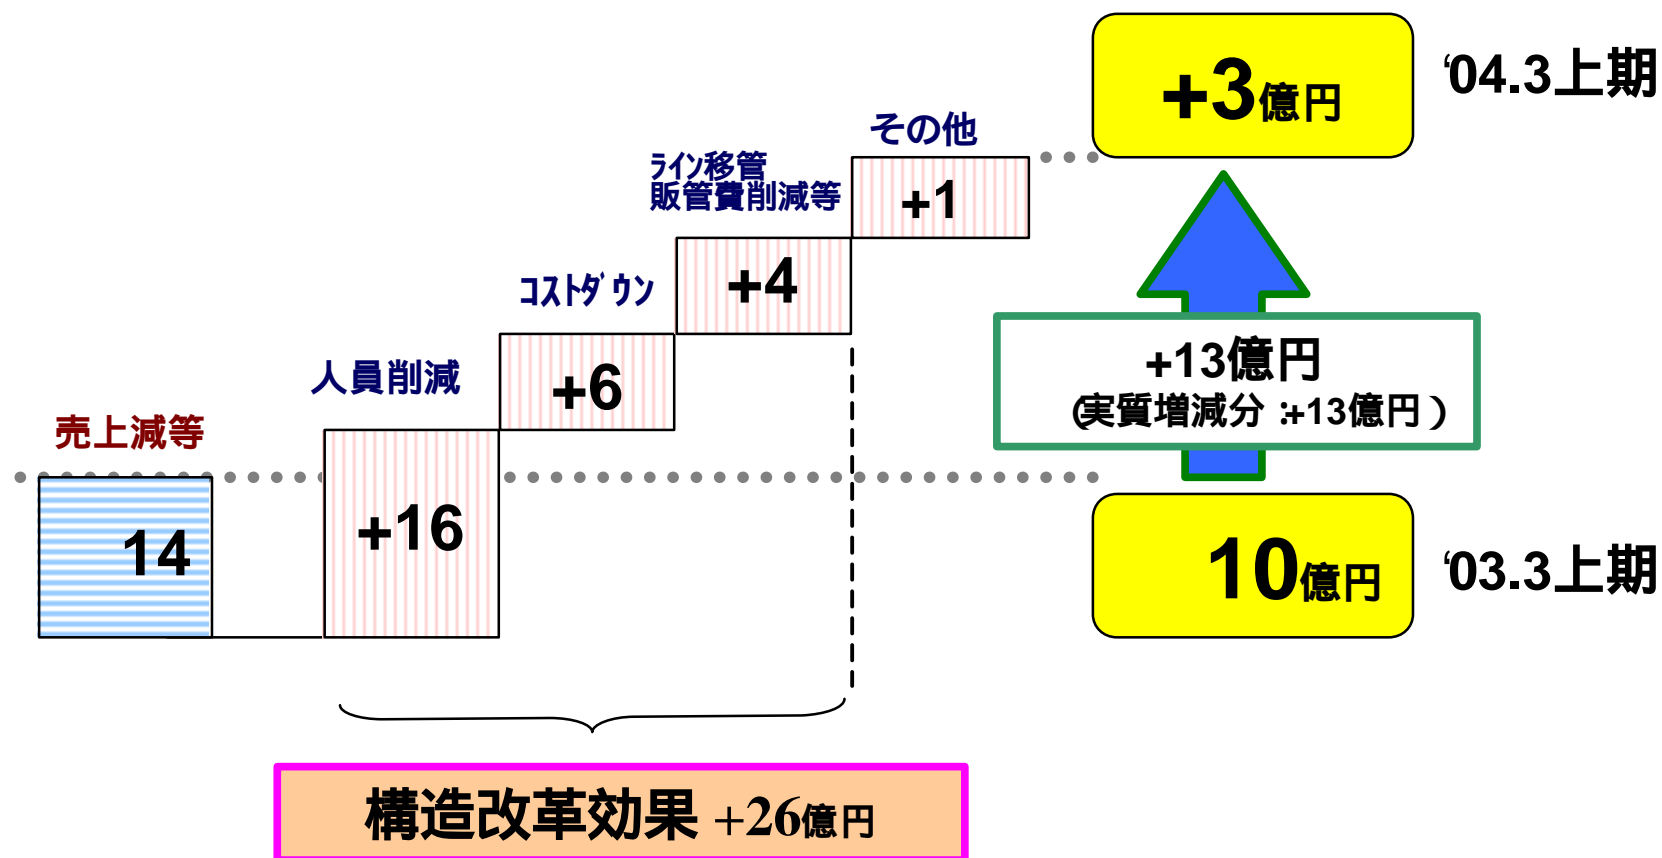 +3億円
‘04.3上期
その他
ﾗｲﾝ移管
販管費削減等
+1
+4
ｺｽﾄﾀﾞｳﾝ
+13億円
(実質増減分:+13億円)
人員削減
+6
売上減等
14
+16
10億円
‘03.3上期
構造改革効果 +26億円